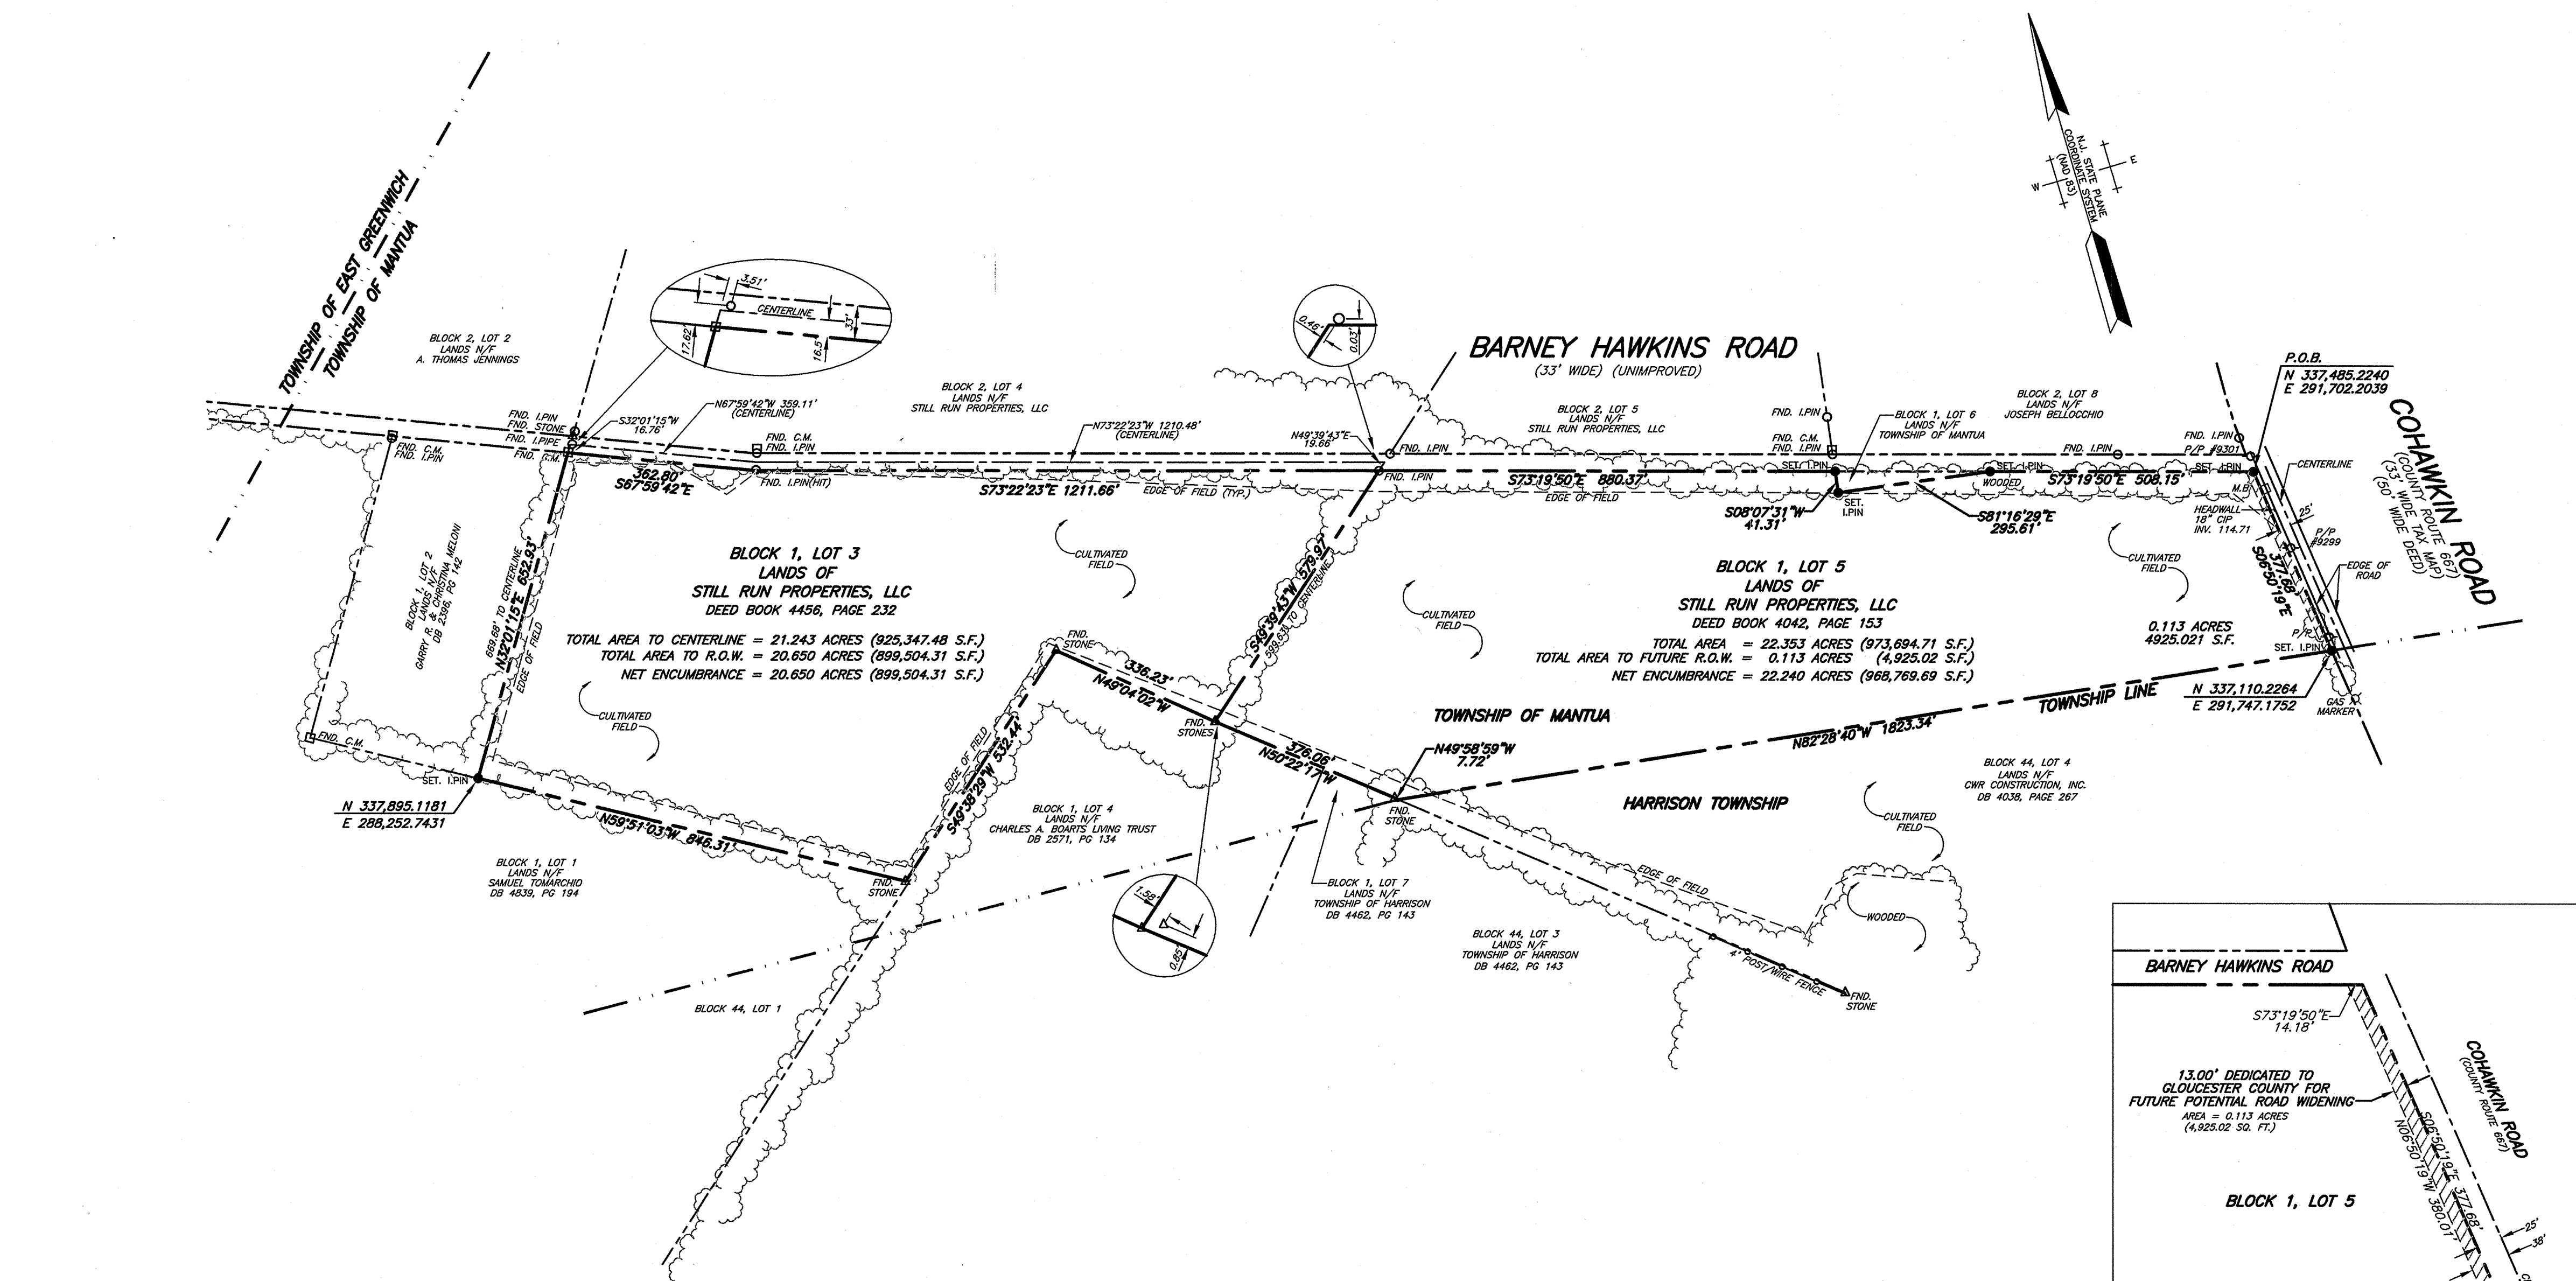 TOWNSHIP OF EAST GREENWICH
TOWNSHIP OF MANTUA
N.J. STATE PLANE
COORDINATE SYSTEM
(NAD 83)
E
W
3.51'
CENTERLINE
17.62'
33'
16.5'
0.46'
0.03'
BARNEY HAWKINS ROAD
(33' WIDE) (UNIMPROVED)
P.O.B.
N 337,485.2240
E 291,702.2039
COHAWKIN ROAD
(COUNTY ROUTE 667)
(33' WIDE TAX MAP)
(50' WIDE DEED)
BLOCK 2, LOT 2
LANDS N/F
A. THOMAS JENNINGS
BLOCK 2, LOT 4
LANDS N/F
STILL RUN PROPERTIES, LLC
BLOCK 2, LOT 5
LANDS N/F
STILL RUN PROPERTIES, LLC
BLOCK 1, LOT 6
LANDS N/F
TOWNSHIP OF MANTUA
BLOCK 2, LOT 8
LANDS N/F
JOSEPH BELLOCCHIO
FND. I.PIN
FND. STONE
FND. I.PIPE
FND. C.M.
S32°01'15"W
16.76'
N67°59'42"W 359.11'
(CENTERLINE)
FND. C.M.
FND. I.PIN
N73°22'23"W 1210.48'
(CENTERLINE)
N49°39'43"E
19.66'
FND. I.PIN
FND. I.PIN
FND. C.M.
FND. I.PIN
SET. I.PIN
SET. I.PIN
WOODED
FND. I.PIN
FND. I.PIN
P/P #9301
SET. I.PIN
CENTERLINE
M.B.
FND. C.M.
FND. I.PIN
362.80'
S67°59'42"E
FND. I.PIN(HIT)
S73°22'23"E 1211.66'
EDGE OF FIELD (TYP.)
FND. I.PIN
S73°19'50"E 880.37'
EDGE OF FIELD
S08°07'31"W
41.31'
SET.
I.PIN
S81°16'29"E
295.61'
S73°19'50"E 508.15'
HEADWALL
18" CIP
INV. 114.71
25'
P/P
#9299
377.68'
S06°50'19"E
EDGE OF
ROAD
BLOCK 1, LOT 2
LANDS N/F
GARRY R. & CHRISTINA MELONI
DB 2396, PG 142
669.68' TO CENTERLINE
N32°01'15"E 652.93'
EDGE OF FIELD
BLOCK 1, LOT 3
LANDS OF
STILL RUN PROPERTIES, LLC
DEED BOOK 4456, PAGE 232
TOTAL AREA TO CENTERLINE = 21.243 ACRES (925,347.48 S.F.)
TOTAL AREA TO R.O.W. = 20.650 ACRES (899,504.31 S.F.)
NET ENCUMBRANCE = 20.650 ACRES (899,504.31 S.F.)
CULTIVATED
FIELD
S49°39'43"W 579.97'
599.63' TO CENTERLINE
CULTIVATED
FIELD
BLOCK 1, LOT 5
LANDS OF
STILL RUN PROPERTIES, LLC
DEED BOOK 4042, PAGE 153
TOTAL AREA = 22.353 ACRES (973,694.71 S.F.)
TOTAL AREA TO FUTURE R.O.W. = 0.113 ACRES (4,925.02 S.F.)
NET ENCUMBRANCE = 22.240 ACRES (968,769.69 S.F.)
CULTIVATED
FIELD
0.113 ACRES
4925.021 S.F.
P/P
SET. I.PIN
N 337,110.2264
E 291,747.1752
GAS
MARKER
FND.
STONE
336.23'
N49°04'02"W
FND.
STONES
CULTIVATED
FIELD
FND. C.M.
SET. I.PIN
N 337,895.1181
E 288,252.7431
N59°51'03"W 846.31'
EDGE OF FIELD
S49°38'29"W 532.44'
376.06'
N50°22'17"W
N49°58'59"W
7.72'
TOWNSHIP OF MANTUA
TOWNSHIP LINE
N82°28'40"W 1823.34'
HARRISON TOWNSHIP
BLOCK 44, LOT 4
LANDS N/F
CWR CONSTRUCTION, INC.
DB 4038, PAGE 267
CULTIVATED
FIELD
BLOCK 1, LOT 1
LANDS N/F
SAMUEL TOMARCHIO
DB 4839, PG 194
FND.
STONE
BLOCK 1, LOT 4
LANDS N/F
CHARLES A. BOARTS LIVING TRUST
DB 2571, PG 134
FND.
STONE
1.58'
0.85'
BLOCK 1, LOT 7
LANDS N/F
TOWNSHIP OF HARRISON
DB 4462, PG 143
EDGE OF FIELD
WOODED
BLOCK 44, LOT 3
LANDS N/F
TOWNSHIP OF HARRISON
DB 4462, PG 143
4' POST/WIRE FENCE
FND.
STONE
BLOCK 44, LOT 1
BARNEY HAWKINS ROAD
S73°19'50"E
14.18'
13.00' DEDICATED TO
GLOUCESTER COUNTY FOR
FUTURE POTENTIAL ROAD WIDENING
AREA = 0.113 ACRES
(4,925.02 SQ. FT.)
COHAWKIN ROAD
(COUNTY ROUTE 667)
S06°50'19"E 377.68'
N06°50'19"W 380.01'
BLOCK 1, LOT 5
25'
38'